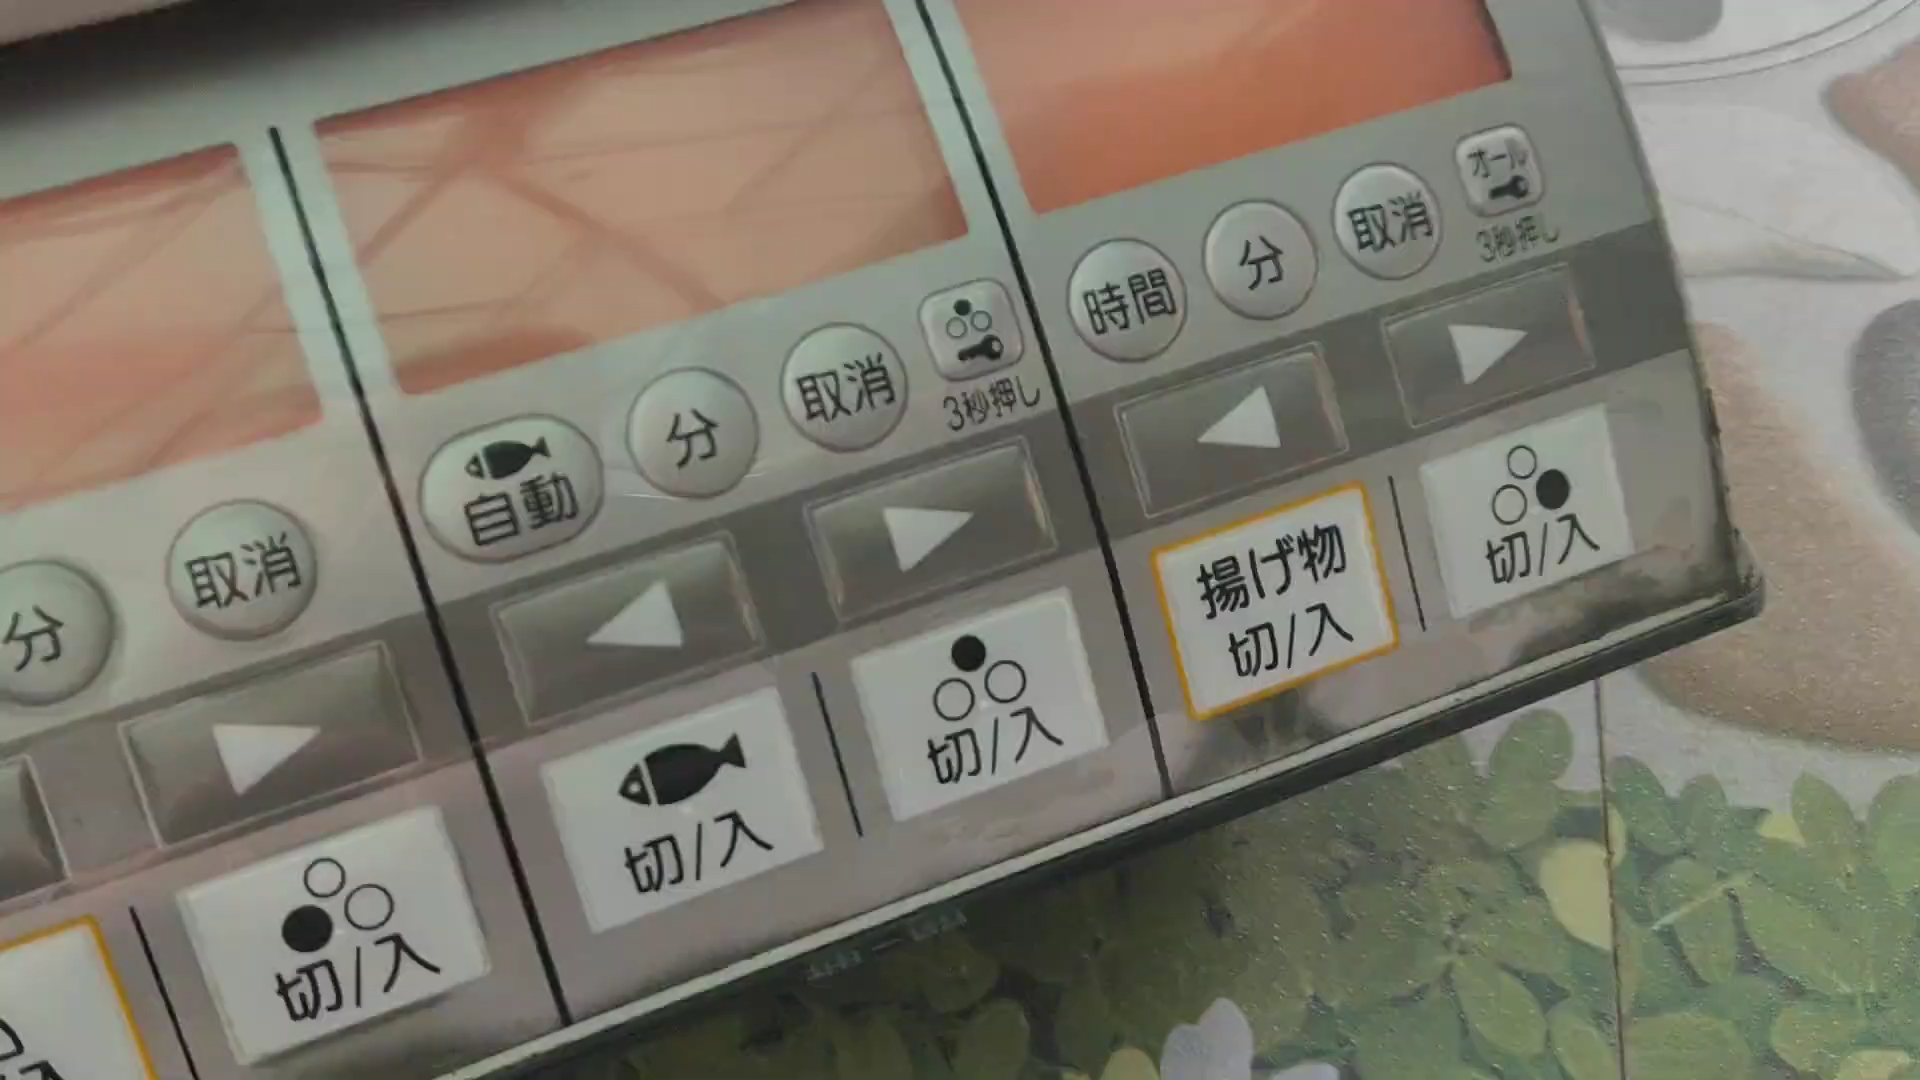 分
取消
切/入
自動
分
取消
3秒押し
切/入
切/入
時間
分
取消
オール
3秒押し
揚げ物
切/入
切/入